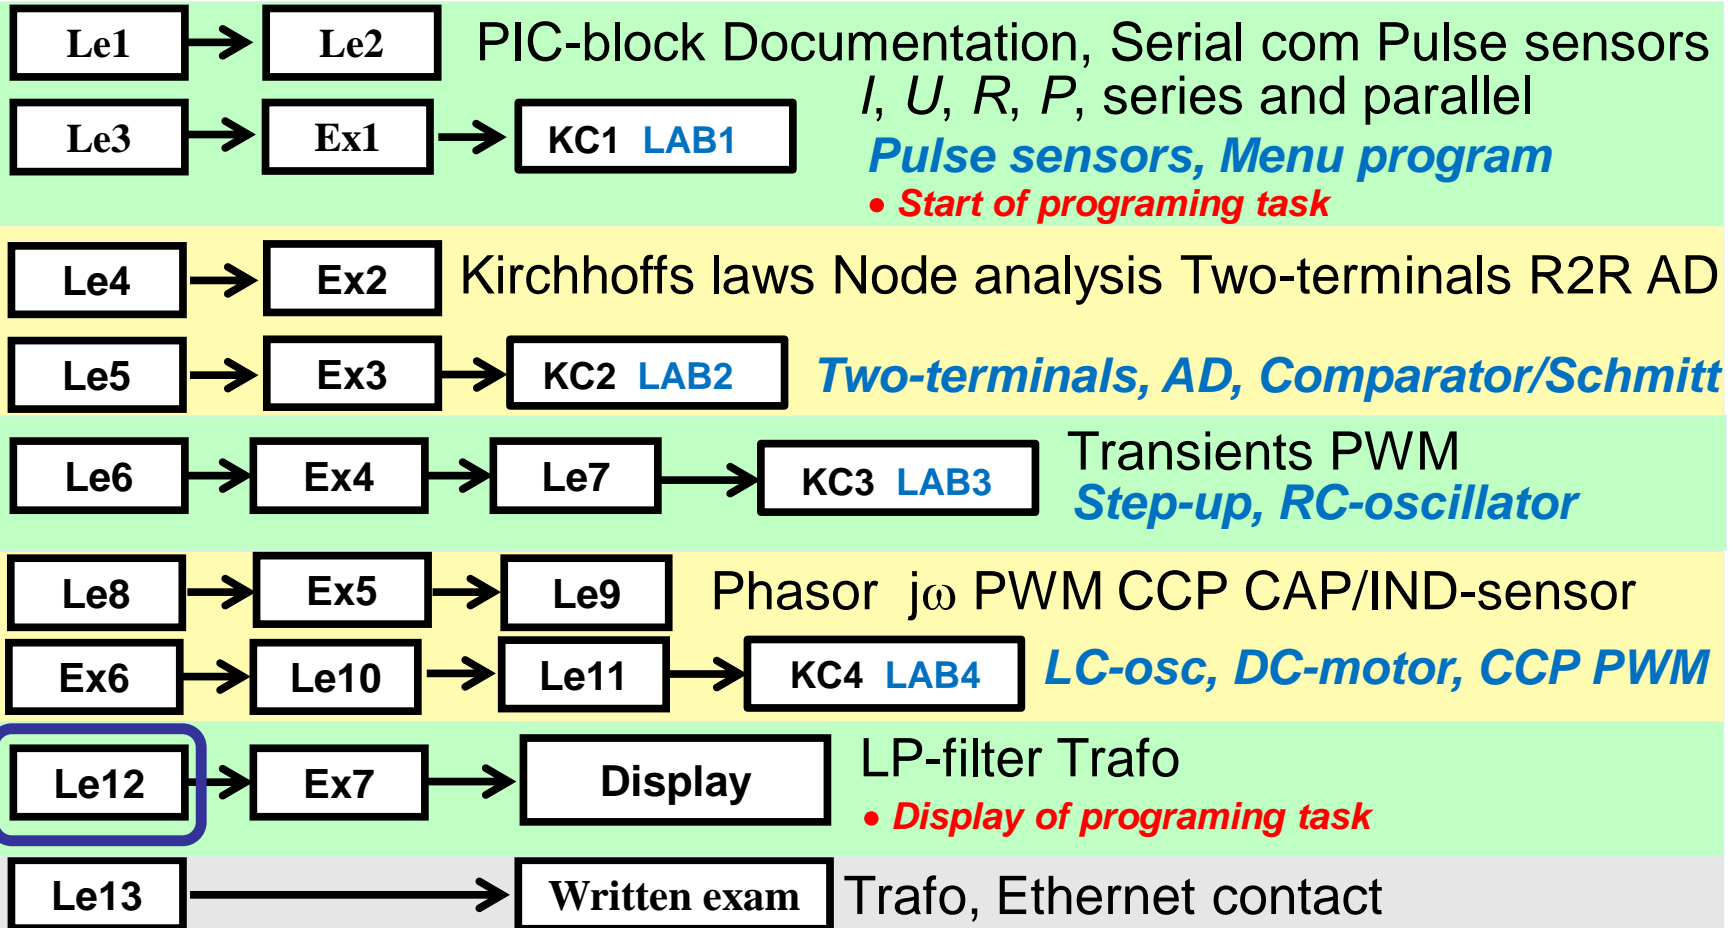 Le1 Le2 PIC-block Documentation, Serial com Pulse sensors
I, U, R, P, series and parallel
Le3 Ex1 KC1 LAB1
Pulse sensors, Menu program
• Start of programing task
Le4 Ex2 Kirchhoffs laws Node analysis Two-terminals R2R AD
Le5 Ex3 KC2 LAB2 Two-terminals, AD, Comparator/Schmitt
Le6 Ex4 Le7 KC3 LAB3 Transients PWM
Step-up, RC-oscillator
Le8 Ex5 Le9 Phasor jω PWM CCP CAP/IND-sensor
Ex6 Le10 Le11 KC4 LAB4 LC-osc, DC-motor, CCP PWM
Le12 Ex7 Display LP-filter Trafo
• Display of programing task
Le13 Written exam Trafo, Ethernet contact